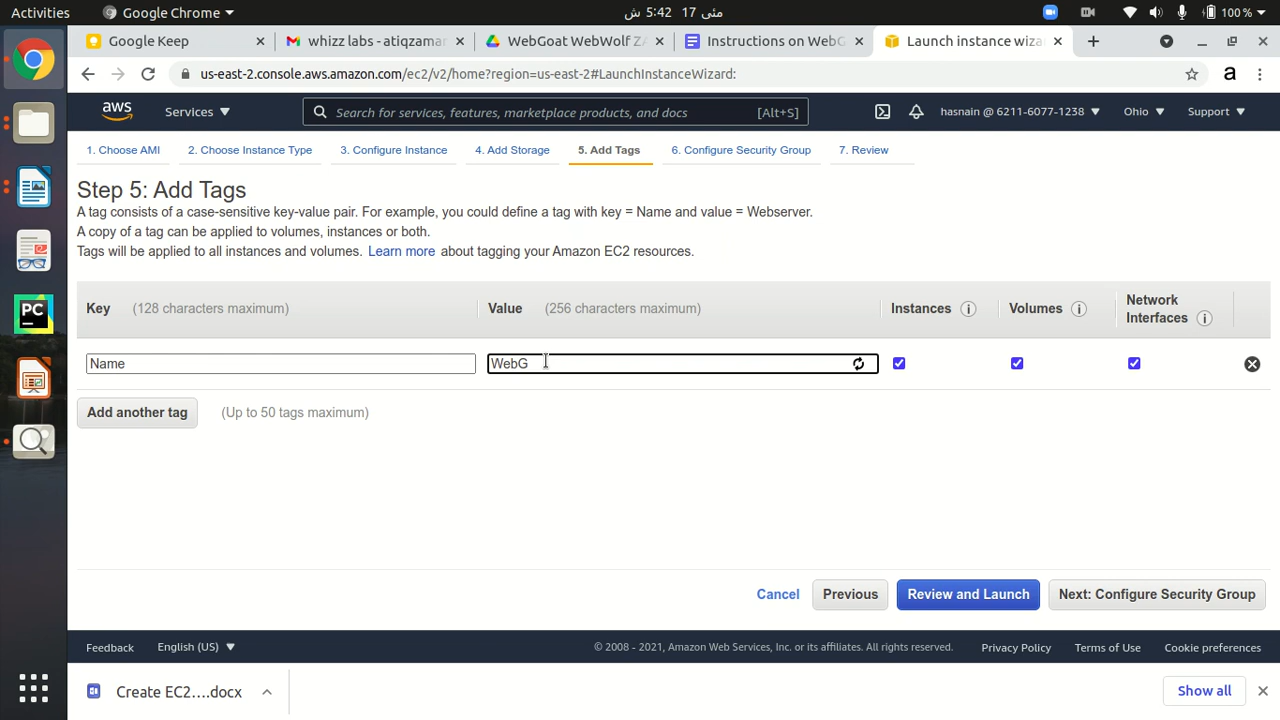 Activities Google Chrome ▾ مئی 17 5:42 ش 100 %
Google Keep whizz labs - atiqzamar WebGoat WebWolf ZA Instructions on WebG Launch instance wiza
us-east-2.console.aws.amazon.com/ec2/v2/home?region=us-east-2#LaunchInstanceWizard:
aws Services Search for services, features, marketplace products, and docs [Alt+S] hasnain @ 6211-6077-1238 Ohio Support
1. Choose AMI 2. Choose Instance Type 3. Configure Instance 4. Add Storage 5. Add Tags 6. Configure Security Group 7. Review
Step 5: Add Tags
A tag consists of a case-sensitive key-value pair. For example, you could define a tag with key = Name and value = Webserver.
A copy of a tag can be applied to volumes, instances or both.
Tags will be applied to all instances and volumes. Learn more about tagging your Amazon EC2 resources.
Key (128 characters maximum) Value (256 characters maximum) Instances Volumes Network Interfaces
Name WebG
Add another tag (Up to 50 tags maximum)
Cancel Previous Review and Launch Next: Configure Security Group
Feedback English (US) © 2008 - 2021, Amazon Web Services, Inc. or its affiliates. All rights reserved. Privacy Policy Terms of Use Cookie preferences
Create EC2....docx Show all